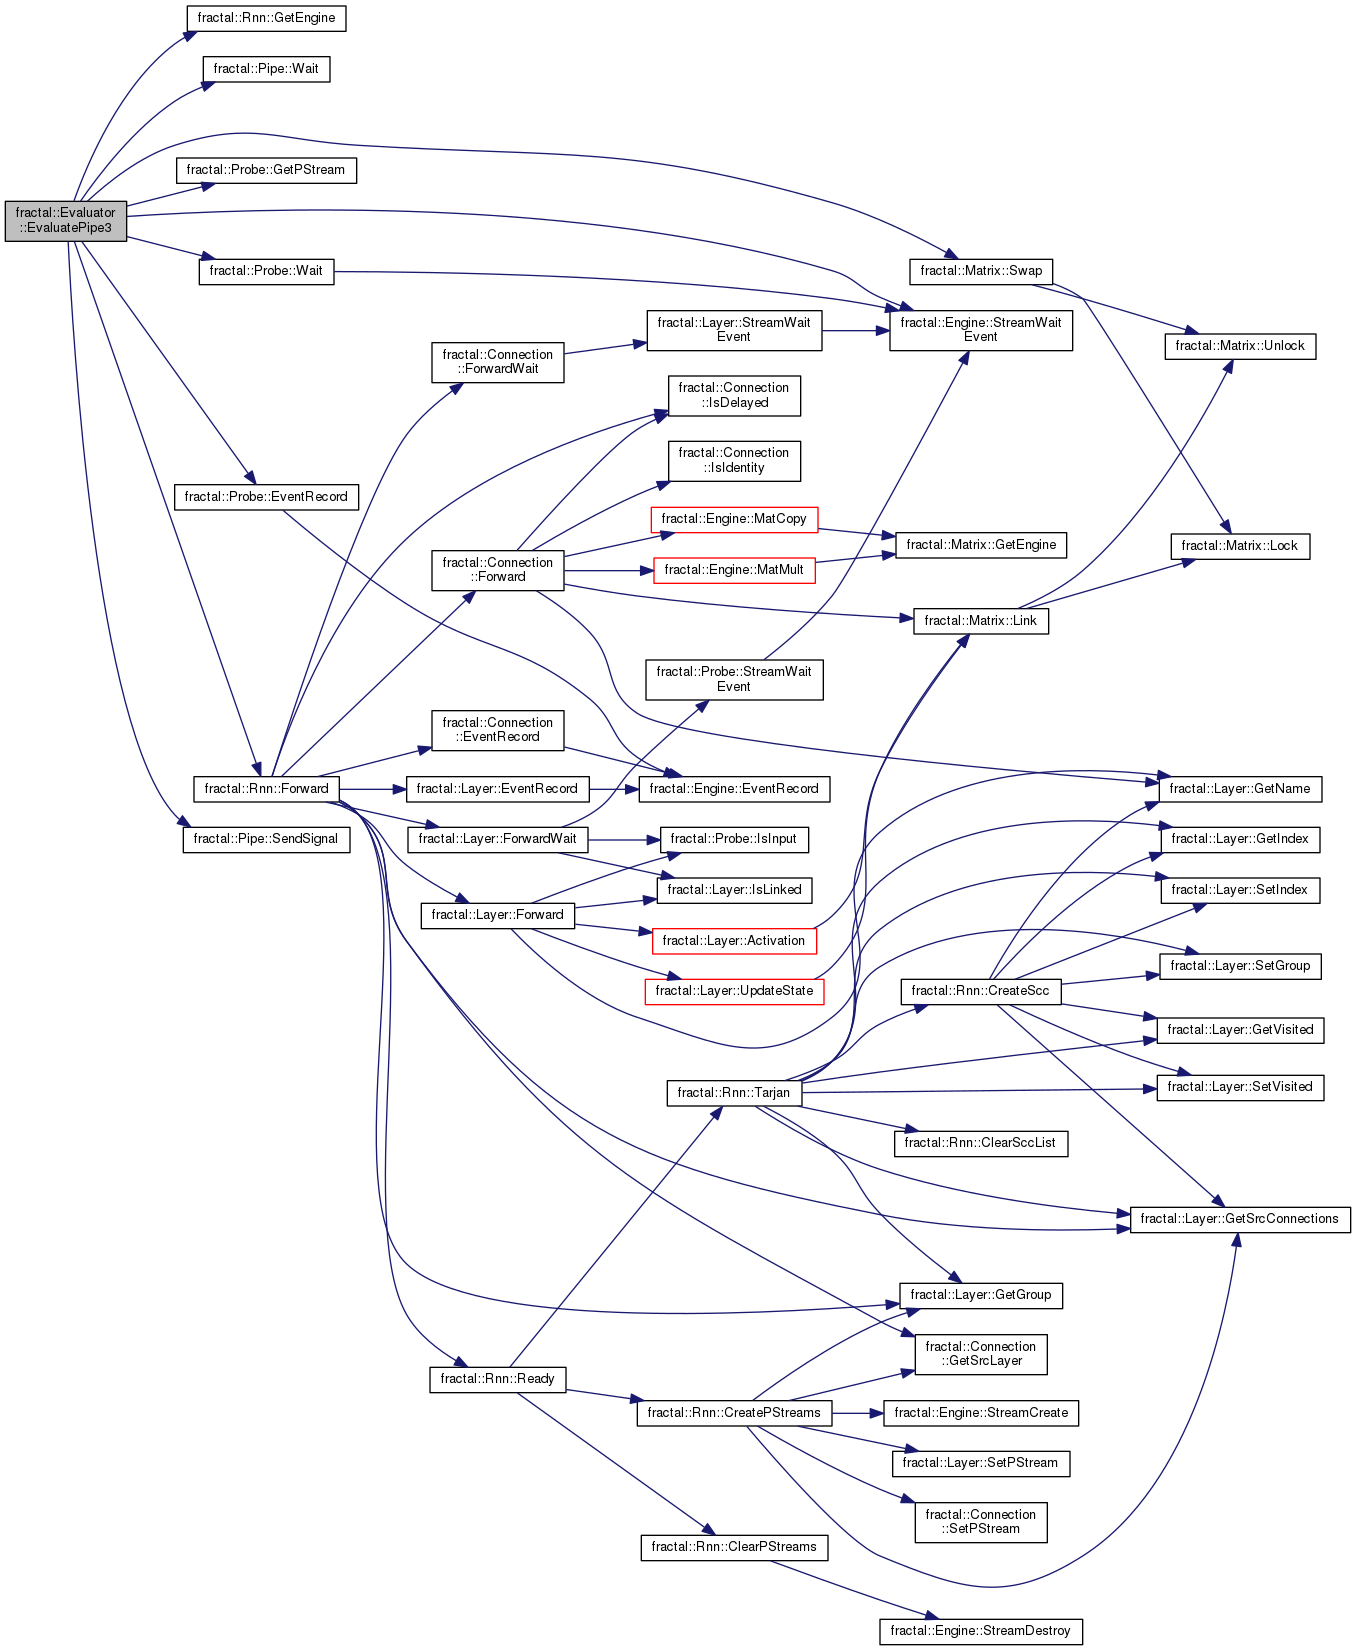 fractal::Rnn::GetEngine
fractal::Pipe::Wait
fractal::Probe::GetPStream
fractal::Evaluator
::EvaluatePipe3
fractal::Probe::Wait
fractal::Matrix::Swap
fractal::Layer::StreamWait
Event
fractal::Engine::StreamWait
Event
fractal::Matrix::Unlock
fractal::Connection
::ForwardWait
fractal::Connection
::IsDelayed
fractal::Connection
::IsIdentity
fractal::Probe::EventRecord
fractal::Engine::MatCopy
fractal::Matrix::GetEngine
fractal::Matrix::Lock
fractal::Connection
::Forward
fractal::Engine::MatMult
fractal::Matrix::Link
fractal::Probe::StreamWait
Event
fractal::Connection
::EventRecord
fractal::Rnn::Forward
fractal::Layer::EventRecord
fractal::Engine::EventRecord
fractal::Layer::GetName
fractal::Pipe::SendSignal
fractal::Layer::ForwardWait
fractal::Probe::IsInput
fractal::Layer::GetIndex
fractal::Layer::IsLinked
fractal::Layer::SetIndex
fractal::Layer::Forward
fractal::Layer::Activation
fractal::Layer::SetGroup
fractal::Layer::UpdateState
fractal::Rnn::CreateScc
fractal::Layer::GetVisited
fractal::Rnn::Tarjan
fractal::Layer::SetVisited
fractal::Rnn::ClearSccList
fractal::Layer::GetSrcConnections
fractal::Layer::GetGroup
fractal::Connection
::GetSrcLayer
fractal::Rnn::Ready
fractal::Rnn::CreatePStreams
fractal::Engine::StreamCreate
fractal::Layer::SetPStream
fractal::Connection
::SetPStream
fractal::Rnn::ClearPStreams
fractal::Engine::StreamDestroy